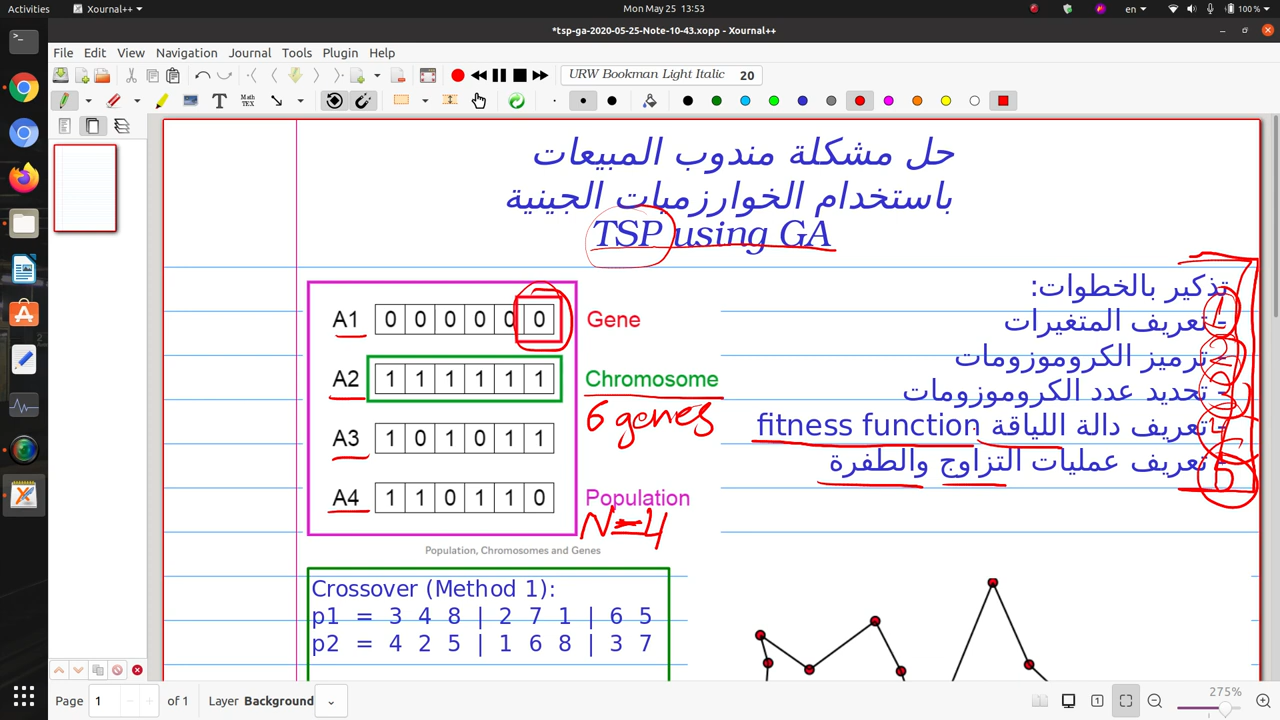 Activities
Xournal++
Mon May 25 13:53
en
100 %
*tsp-ga-2020-05-25-Note-10-43.xopp - Xournal++
File Edit View Navigation Journal Tools Plugin Help
URW Bookman Light Italic 20
حل مشكلة مندوب المبيعات
باستخدام الخوارزميات الجينية
TSP using GA
A1 0 0 0 0 0 0 Gene
A2 1 1 1 1 1 1 Chromosome
6 genes
A3 1 0 1 0 1 1
A4 1 1 0 1 1 0 Population
N=4
Population, Chromosomes and Genes
تذكير بالخطوات:
1 - تعريف المتغيرات
2 - ترميز الكروموزومات
3 - تحديد عدد الكروموزومات
4 - تعريف دالة اللياقة fitness function
5 - تعريف عمليات التزاوج والطفرة
Crossover (Method 1):
p1 = 3 4 8 | 2 7 1 | 6 5
p2 = 4 2 5 | 1 6 8 | 3 7
Page 1 of 1 Layer Background
275%